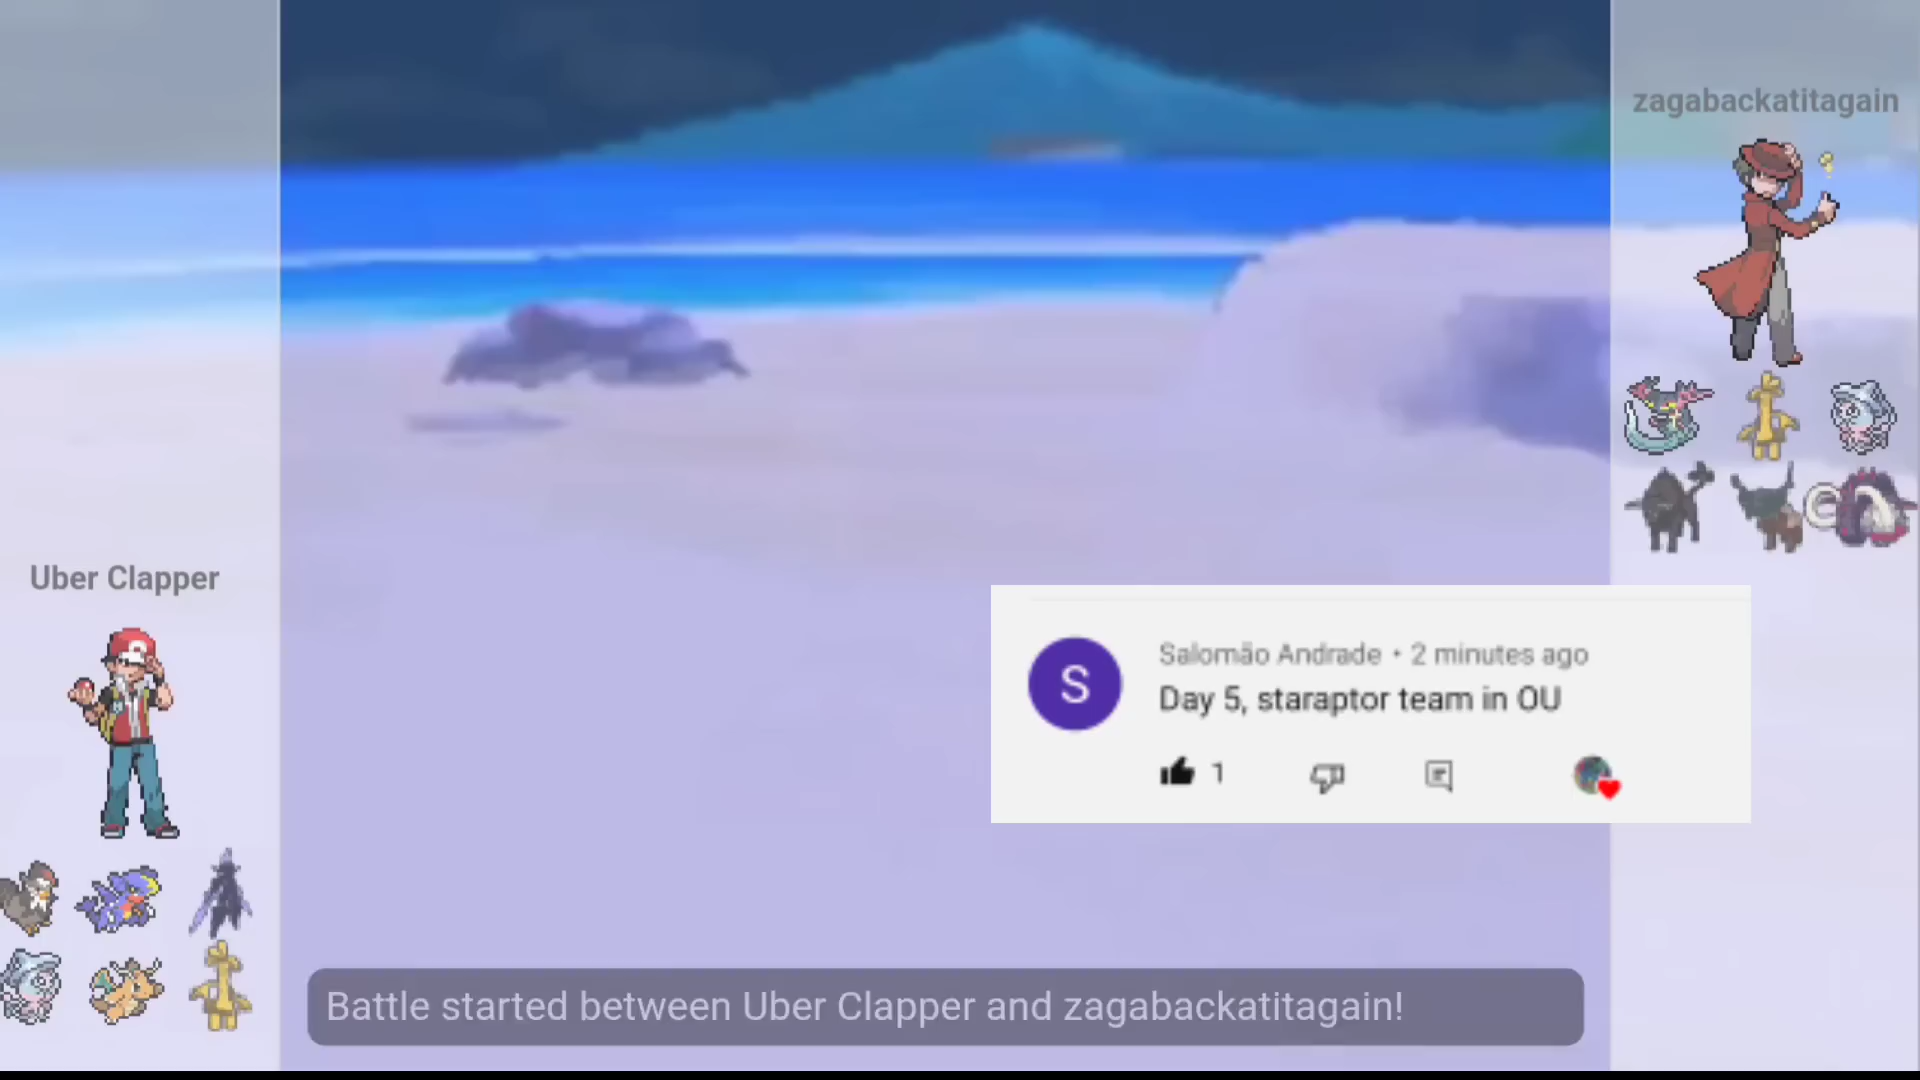 zagabackatitagain
Uber Clapper
S
Salomão Andrade • 2 minutes ago
Day 5, staraptor team in OU
1
Battle started between Uber Clapper and zagabackatitagain!